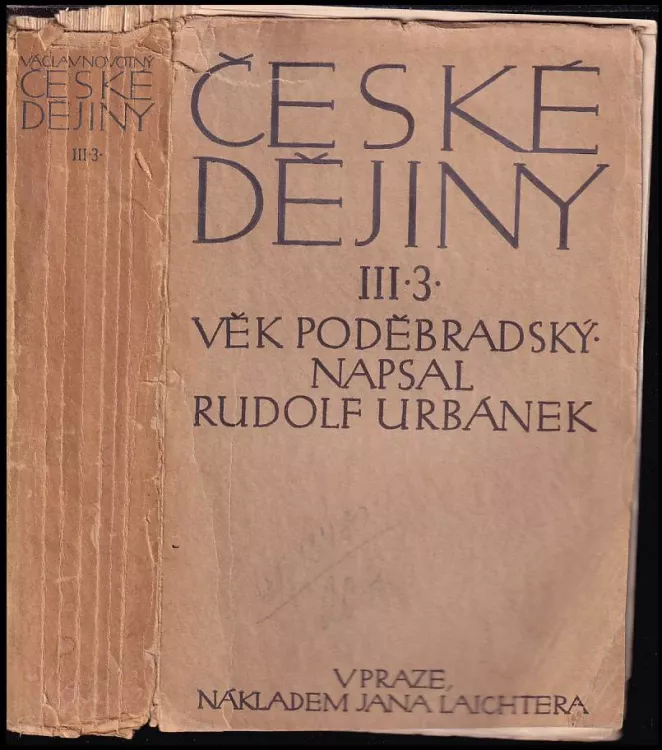 VÁCLAV NOVOTNÝ
ČESKÉ
DĚJINY
III·3·
ČESKÉ
DĚJINY
III·3·
VĚK PODĚBRADSKÝ·
NAPSAL
RUDOLF URBÁNEK
V PRAZE,
NÁKLADEM JANA LAICHTERA